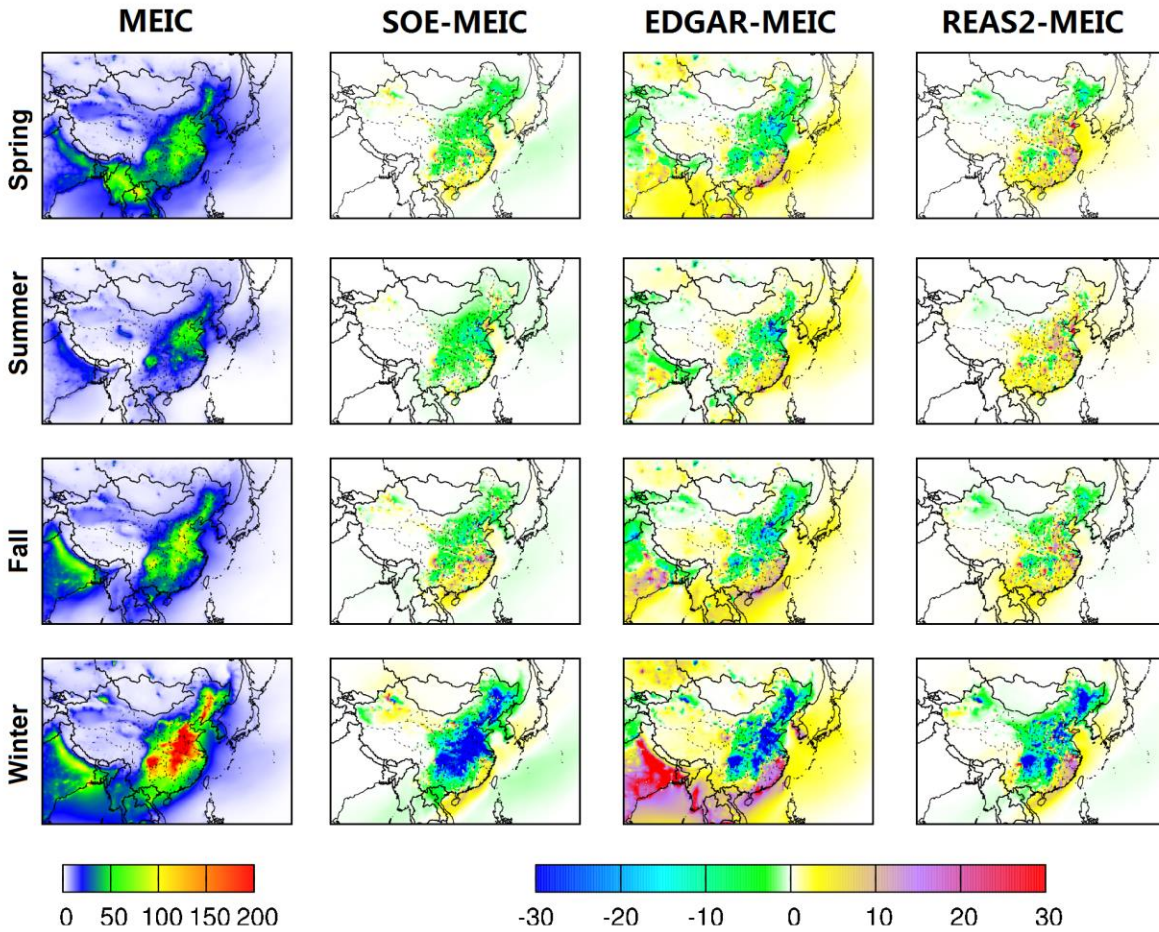 MEIC SOE-MEIC EDGAR-MEIC REAS2-MEIC
Spring
Summer
Fall
Winter
0 50 100 150 200
-30 -20 -10 0 10 20 30